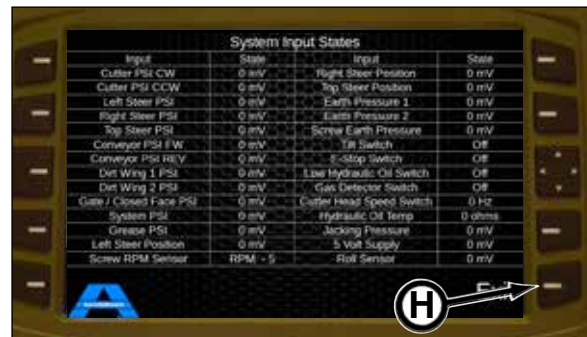 System Input States
Input State Input State
Cutter PSI CW 0 mV Right Steer Position 0 mV
Cutter PSI CCW 0 mV Top Steer Position 0 mV
Left Steer PSI 0 mV Earth Pressure 1 0 mV
Right Steer PSI 0 mV Earth Pressure 2 0 mV
Top Steer PSI 0 mV Screw Earth Pressure 0 mV
Conveyor PSI FW 0 mV Tilt Switch Off
Conveyor PSI REV 0 mV E-Stop Switch Off
Dirt Wing 1 PSI 0 mV Low Hydraulic Oil Switch Off
Dirt Wing 2 PSI 0 mV Gas Detector Switch Off
Gate / Closed Face PSI 0 mV Cutter Head Speed Switch 0 Hz
System PSI 0 mV Hydraulic Oil Temp 0 ohms
Grease PSI 0 mV Jacking Pressure 0 mV
Left Steer Position 0 mV 5 Volt Supply 0 mV
Screw RPM Sensor RPM - 5 Roll Sensor 0 mV
H